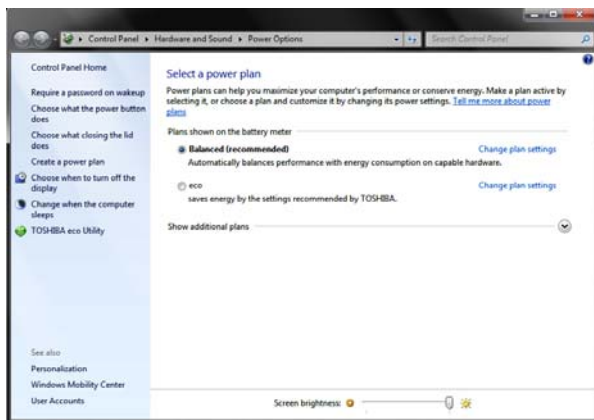 Control Panel ▸ Hardware and Sound ▸ Power Options
Search Control Panel
Control Panel Home
Require a password on wakeup
Choose what the power button
does
Choose what closing the lid
does
Create a power plan
Choose when to turn off the
display
Change when the computer
sleeps
TOSHIBA eco Utility
See also
Personalization
Windows Mobility Center
User Accounts
Select a power plan
Power plans can help you maximize your computer's performance or conserve energy. Make a plan active by
selecting it, or choose a plan and customize it by changing its power settings. Tell me more about power
plans
Plans shown on the battery meter
Balanced (recommended) Change plan settings
Automatically balances performance with energy consumption on capable hardware.
eco Change plan settings
saves energy by the settings recommended by TOSHIBA.
Show additional plans
Screen brightness: